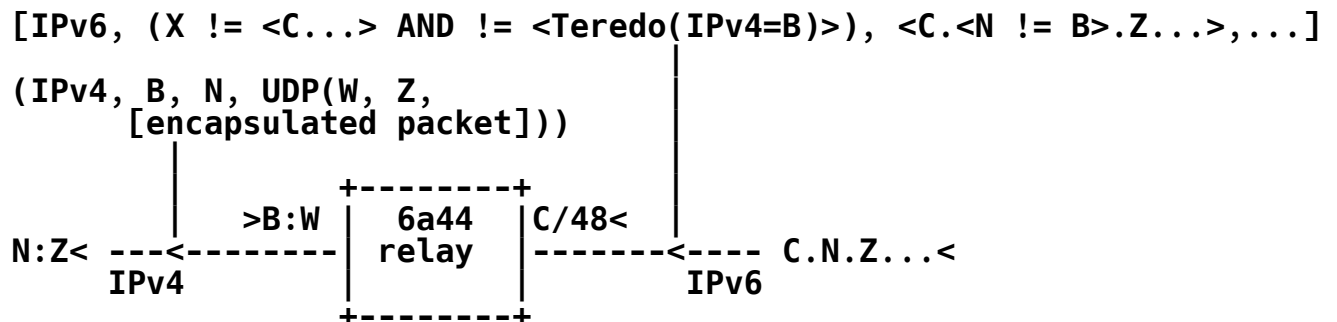 [IPv6, (X != <C...> AND != <Teredo(IPv4=B)>), <C.<N != B>.Z...>,...]
(IPv4, B, N, UDP(W, Z,
[encapsulated packet]))
>B:W | 6a44 |C/48<
N:Z< ---<--------| relay |-------<---- C.N.Z...<
IPv4 IPv6